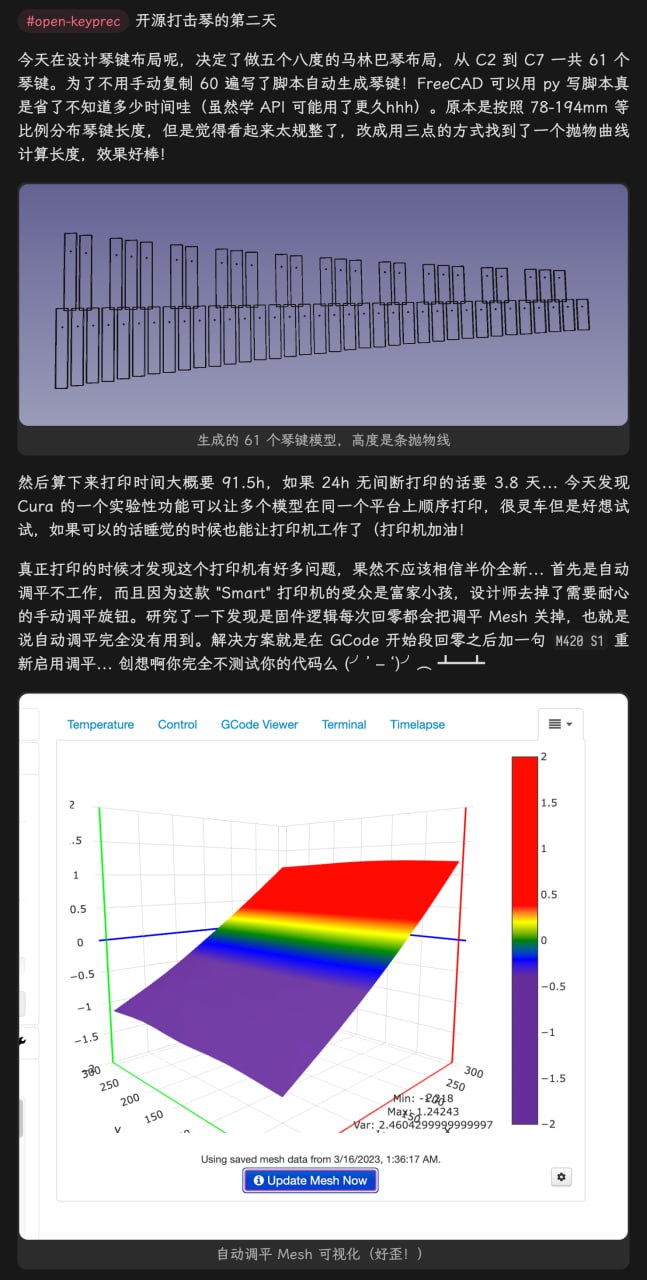 #open-keyprec 开源打击琴的第二天
今天在设计琴键布局呢，决定了做五个八度的马林巴琴布局，从 C2 到 C7 一共 61 个
琴键。为了不用手动复制 60 遍写了脚本自动生成琴键！FreeCAD 可以用 py 写脚本真
是省了不知道多少时间哇（虽然学 API 可能用了更久hhh）。原本是按照 78-194mm 等
比例分布琴键长度，但是觉得看起来太规整了，改成用三点的方式找到了一个抛物曲线
计算长度，效果好棒！
生成的 61 个琴键模型，高度是条抛物线
然后算下来打印时间大概要 91.5h，如果 24h 无间断打印的话要 3.8 天... 今天发现
Cura 的一个实验性功能可以让多个模型在同一个平台上顺序打印，很灵车但是好想试
试，如果可以的话睡觉的时候也能让打印机工作了（打印机加油！
真正打印的时候才发现这个打印机有好多问题，果然不应该相信半价全新... 首先是自动
调平不工作，而且因为这款 "Smart" 打印机的受众是富家小孩，设计师去掉了需要耐心
的手动调平旋钮。研究了一下发现是固件逻辑每次回零都会把调平 Mesh 关掉，也就是
说自动调平完全没有用到。解决方案就是在 GCode 开始段回零之后加一句 M420 S1 重
新启用调平... 创想啊你完全不测试你的代码么 (╯’ – ‘)╯︵ ┻━┻
Temperature Control GCode Viewer Terminal Timelapse
2
.5
1
0.5
0
−0.5
−1
−1.5
−2
300
250
200
150
y
300
250
200
150
Min: -1.218
Max: 1.24243
Var: 2.4604299999999997
2
1.5
1
0.5
0
−0.5
−1
−1.5
−2
Using saved mesh data from 3/16/2023, 1:36:17 AM.
Update Mesh Now
自动调平 Mesh 可视化（好歪！）